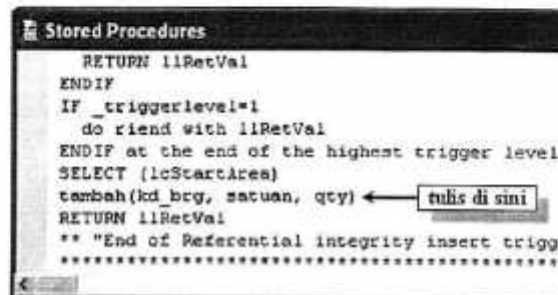 Stored Procedures
RETURN llRetVal
ENDIF
IF _triggerlevel=1
do riend with llRetVal
ENDIF at the end of the highest trigger level
SELECT (lcStartArea)
tambah(kd_brg, satuan, qty) tulis di sini
RETURN llRetVal
** "End of Referential integrity insert trigg